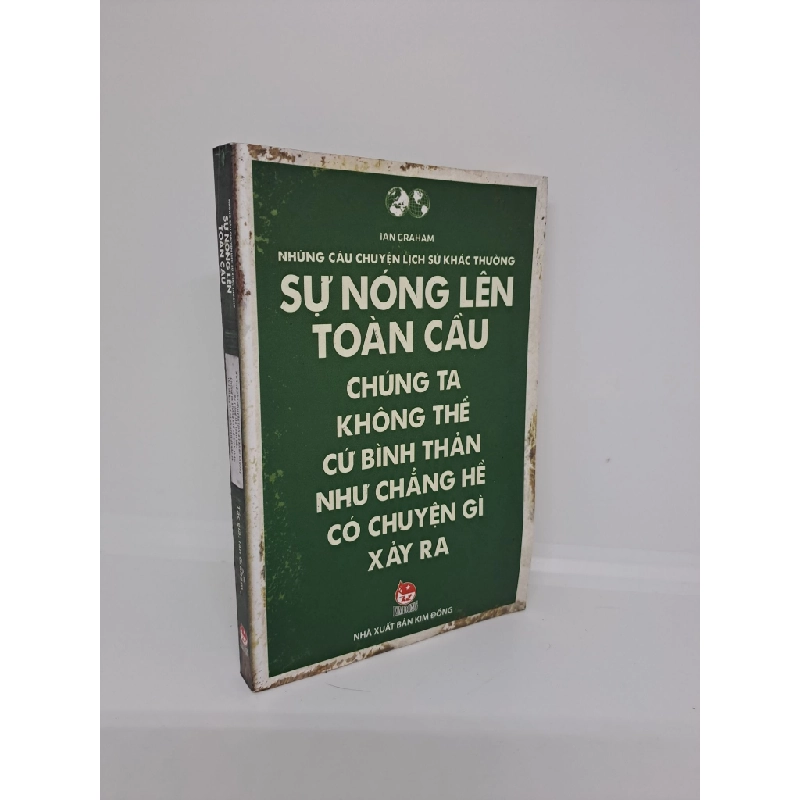 IAN GRAHAM
NHỮNG CÂU CHUYỆN LỊCH SỬ KHÁC THƯỜNG
SỰ NÓNG LÊN
TOÀN CẦU
CHÚNG TA
KHÔNG THỂ
CỨ BÌNH THẢN
NHƯ CHẲNG HỀ
CÓ CHUYỆN GÌ
XẢY RA
KIM ĐỒNG
NHÀ XUẤT BẢN KIM ĐỒNG
SỰ NÓNG LÊN
TOÀN CẦU